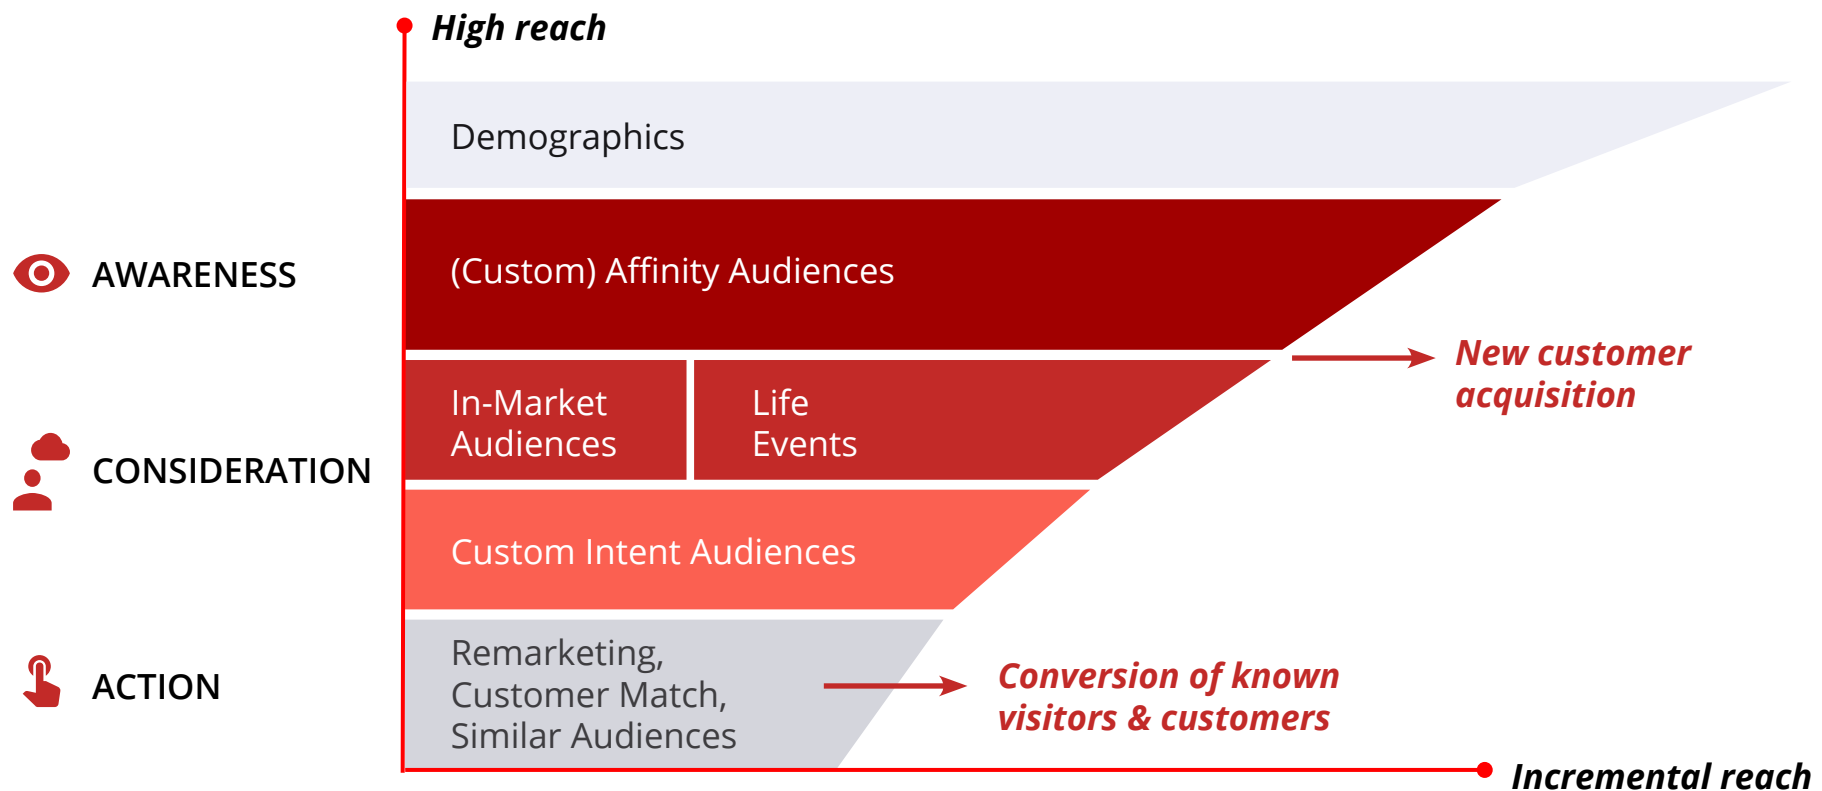 High reach
Demographics
AWARENESS
(Custom) Affinity Audiences
New customer
acquisition
In-Market
Audiences
Life
Events
CONSIDERATION
Custom Intent Audiences
ACTION
Remarketing,
Customer Match,
Similar Audiences
Conversion of known
visitors & customers
Incremental reach